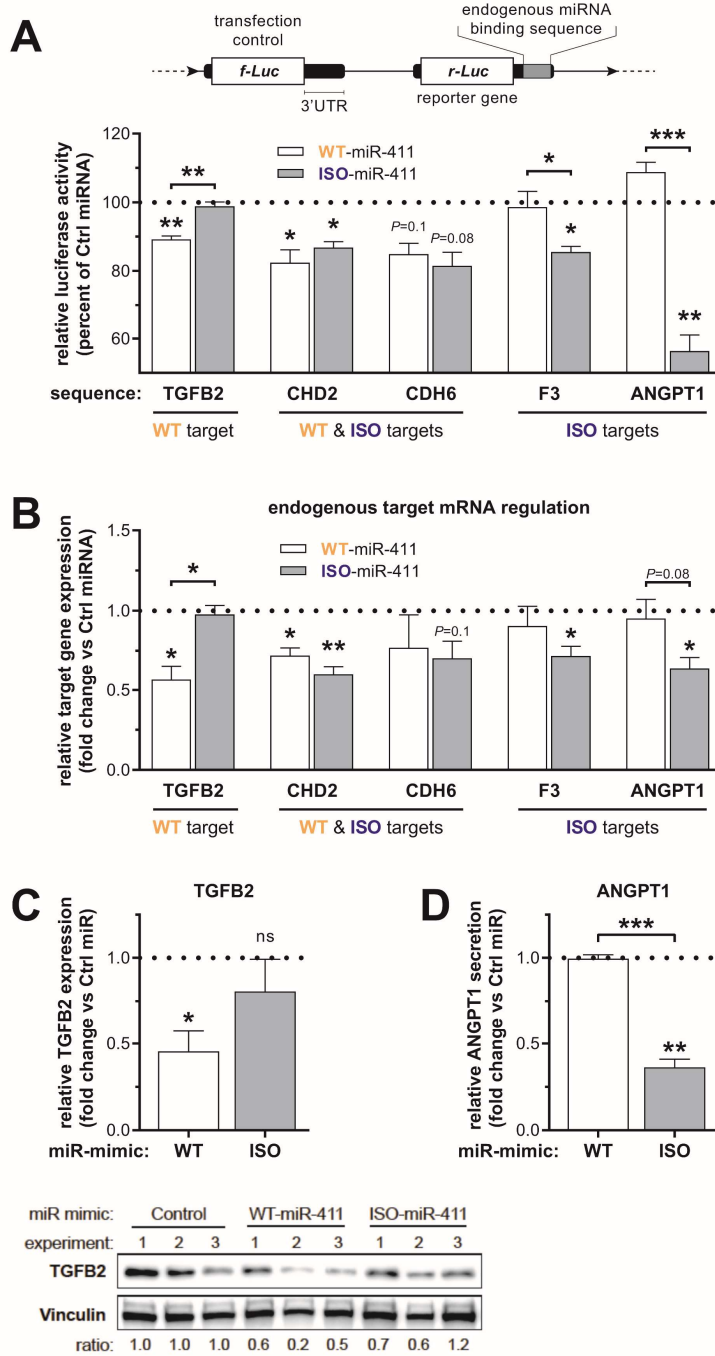 A
transfection control
endogenous miRNA binding sequence
f-Luc
r-Luc
3'UTR
reporter gene
relative luciferase activity
(percent of Ctrl miRNA)
120
100
80
60
WT-miR-411
ISO-miR-411
**
**
*
*
P=0.1
P=0.08
*
*
***
**
sequence: TGFB2 CHD2 CDH6 F3 ANGPT1
WT target WT & ISO targets ISO targets
B
endogenous target mRNA regulation
relative target gene expression
(fold change vs Ctrl miRNA)
1.5
1.0
0.5
0.0
WT-miR-411
ISO-miR-411
*
*
*
**
P=0.1
*
P=0.08
*
TGFB2 CHD2 CDH6 F3 ANGPT1
WT target WT & ISO targets ISO targets
C
TGFB2
relative TGFB2 expression
(fold change vs Ctrl miR)
1.0
0.5
0.0
*
ns
miR-mimic: WT ISO
D
ANGPT1
relative ANGPT1 secretion
(fold change vs Ctrl miR)
1.0
0.5
0.0
***
**
miR-mimic: WT ISO
miR mimic: Control WT-miR-411 ISO-miR-411
experiment: 1 2 3 1 2 3 1 2 3
TGFB2
Vinculin
ratio: 1.0 1.0 1.0 0.6 0.2 0.5 0.7 0.6 1.2